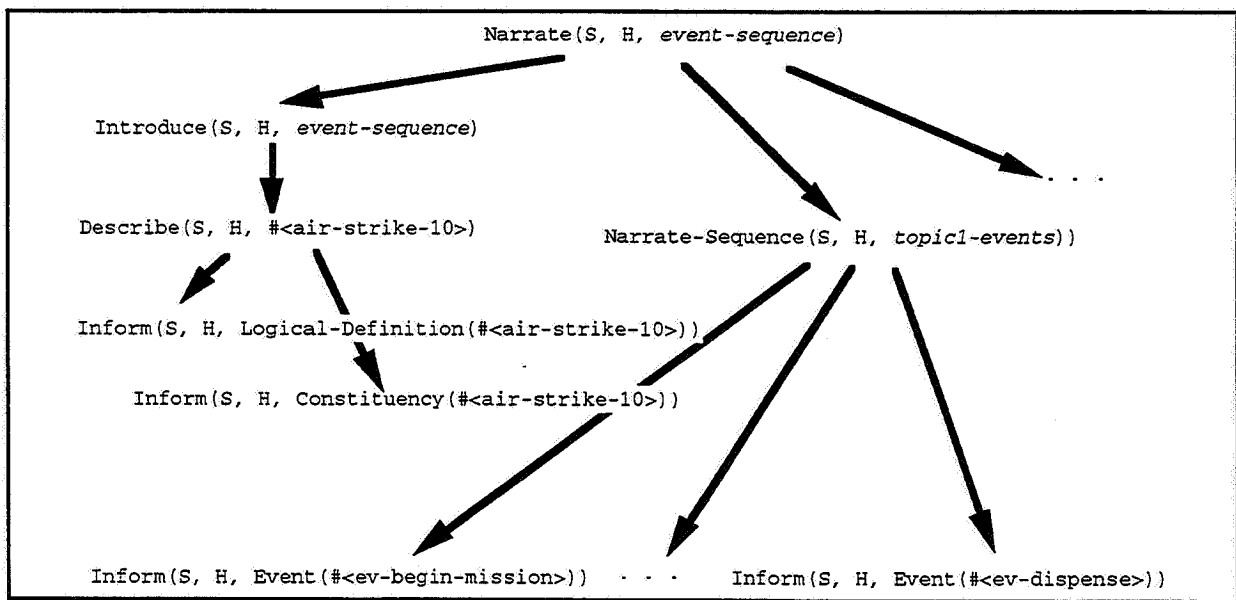 Narrate(S, H, event-sequence)
Introduce(S, H, event-sequence)
. . .
Describe(S, H, #<air-strike-10>)
Narrate-Sequence(S, H, topic1-events))
Inform(S, H, Logical-Definition(#<air-strike-10>))
Inform(S, H, Constituency(#<air-strike-10>))
Inform(S, H, Event(#<ev-begin-mission>)) . . . Inform(S, H, Event(#<ev-dispense>))